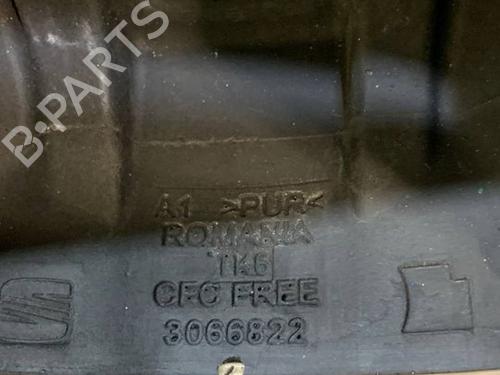 B-PARTS
A1 >PUR<
ROMANIA
TK6
CFC FREE
3066822